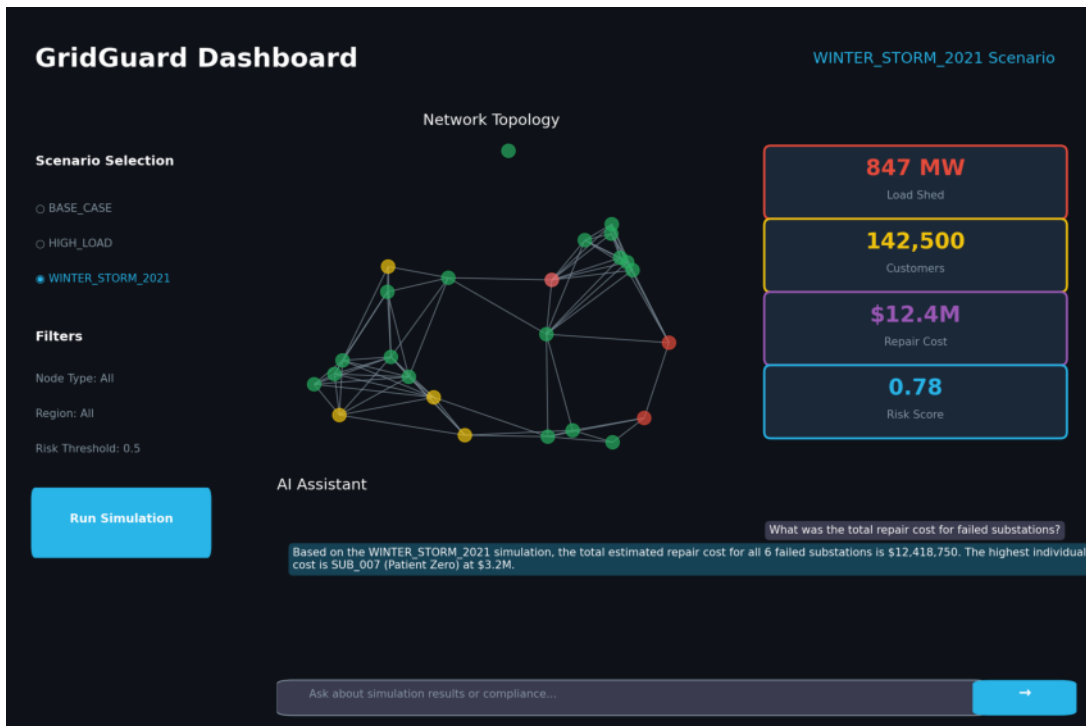 GridGuard Dashboard
WINTER_STORM_2021 Scenario
Scenario Selection
○ BASE_CASE
○ HIGH_LOAD
◉ WINTER_STORM_2021
Filters
Node Type: All
Region: All
Risk Threshold: 0.5
Run Simulation
Network Topology
847 MW
Load Shed
142,500
Customers
$12.4M
Repair Cost
0.78
Risk Score
AI Assistant
What was the total repair cost for failed substations?
Based on the WINTER_STORM_2021 simulation, the total estimated repair cost for all 6 failed substations is $12,418,750. The highest individual
cost is SUB_007 (Patient Zero) at $3.2M.
Ask about simulation results or compliance...
→